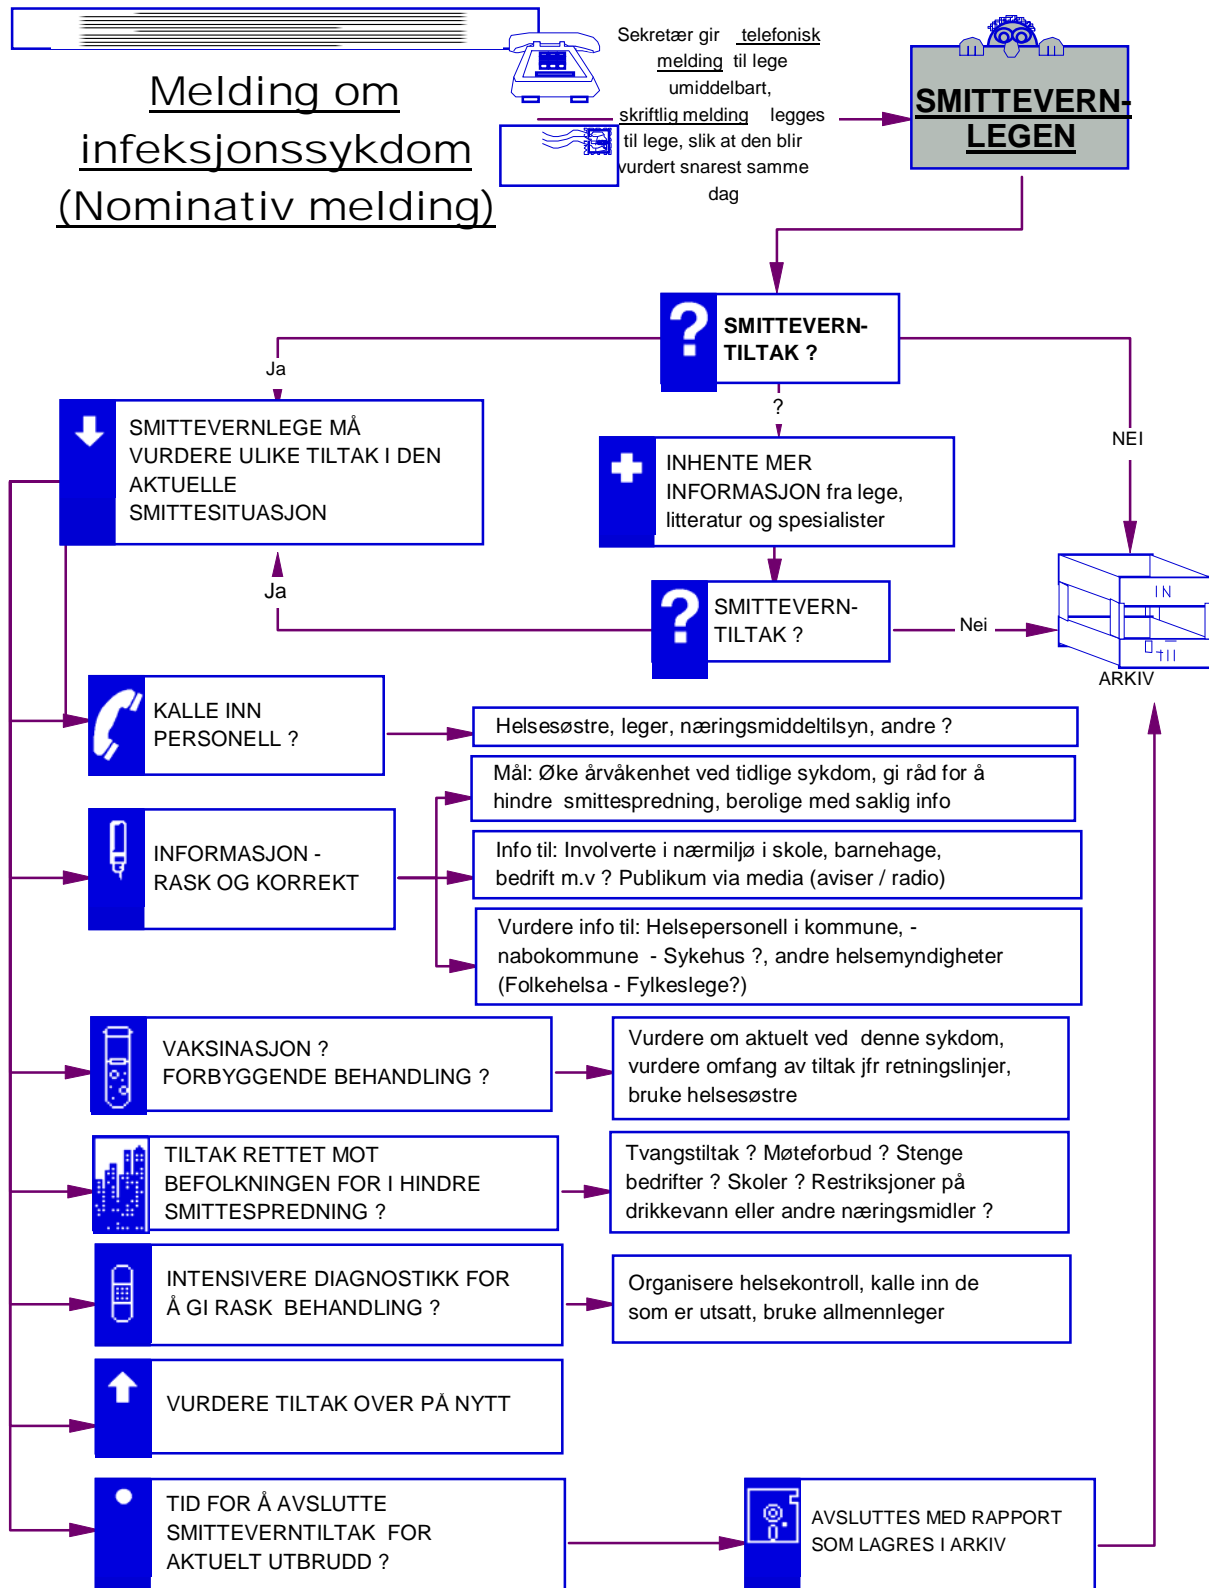 Melding om
infeksjonssykdom
(Nominativ melding)
Sekretær gir telefonisk
melding til lege
umiddelbart,
skriftlig melding legges
til lege, slik at den blir
vurdert snarest samme
dag
SMITTEVERN-
LEGEN
SMITTEVERN-
TILTAK ?
Ja
?
NEI
SMITTEVERNLEGE MÅ
VURDERE ULIKE TILTAK I DEN
AKTUELLE
SMITTESITUASJON
INHENTE MER
INFORMASJON fra lege,
litteratur og spesialister
Ja
SMITTEVERN-
TILTAK ?
Nei
IN
ARKIV
KALLE INN
PERSONELL ?
Helsesøstre, leger, næringsmiddeltilsyn, andre ?
INFORMASJON -
RASK OG KORREKT
Mål: Øke årvåkenhet ved tidlige sykdom, gi råd for å
hindre smittespredning, berolige med saklig info
Info til: Involverte i nærmiljø i skole, barnehage,
bedrift m.v ? Publikum via media (aviser / radio)
Vurdere info til: Helsepersonell i kommune, -
nabokommune - Sykehus ?, andre helsemyndigheter
(Folkehelsa - Fylkeslege?)
VAKSINASJON ?
FORBYGGENDE BEHANDLING ?
Vurdere om aktuelt ved denne sykdom,
vurdere omfang av tiltak jfr retningslinjer,
bruke helsesøstre
TILTAK RETTET MOT
BEFOLKNINGEN FOR I HINDRE
SMITTESPREDNING ?
Tvangstiltak ? Møteforbud ? Stenge
bedrifter ? Skoler ? Restriksjoner på
drikkevann eller andre næringsmidler ?
INTENSIVERE DIAGNOSTIKK FOR
Å GI RASK BEHANDLING ?
Organisere helsekontroll, kalle inn de
som er utsatt, bruke allmennleger
VURDERE TILTAK OVER PÅ NYTT
TID FOR Å AVSLUTTE
SMITTEVERNTILTAK FOR
AKTUELT UTBRUDD ?
AVSLUTTES MED RAPPORT
SOM LAGRES I ARKIV